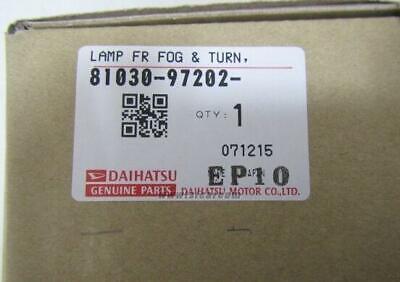 LAMP FR FOG & TURN,
81030-97202-
QTY: 1
071215
DAIHATSU
GENUINE PARTS
EP10
DAIHATSU MOTOR CO.,LTD.